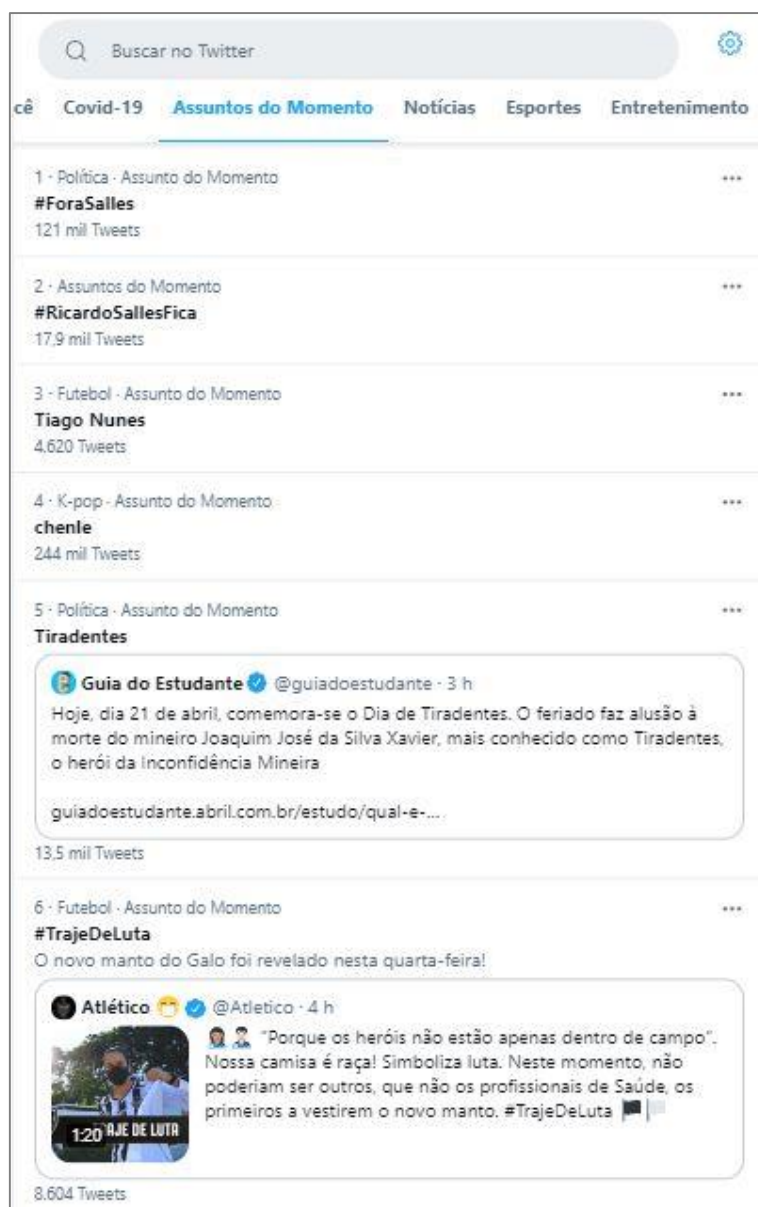 Buscar no Twitter
cê Covid-19 Assuntos do Momento Notícias Esportes Entretenimento
1 · Política · Assunto do Momento
#ForaSalles
121 mil Tweets
2 · Assuntos do Momento
#RicardoSallesFica
17,9 mil Tweets
3 · Futebol · Assunto do Momento
Tiago Nunes
4.620 Tweets
4 · K-pop · Assunto do Momento
chenle
244 mil Tweets
5 · Política · Assunto do Momento
Tiradentes
Guia do Estudante @guiadoestudante · 3 h
Hoje, dia 21 de abril, comemora-se o Dia de Tiradentes. O feriado faz alusão à
morte do mineiro Joaquim José da Silva Xavier, mais conhecido como Tiradentes,
o herói da Inconfidência Mineira
guiadoestudante.abril.com.br/estudo/qual-e-...
13,5 mil Tweets
6 · Futebol · Assunto do Momento
#TrajeDeLuta
O novo manto do Galo foi revelado nesta quarta-feira!
Atlético @Atletico · 4 h
"Porque os heróis não estão apenas dentro de campo".
Nossa camisa é raça! Simboliza luta. Neste momento, não
poderiam ser outros, que não os profissionais de Saúde, os
primeiros a vestirem o novo manto. #TrajeDeLuta
1:20 RAJE DE LUTA
8.604 Tweets